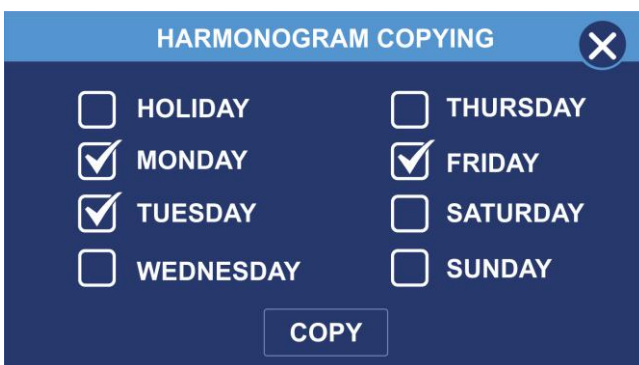 HARMONOGRAM COPYING
HOLIDAY
MONDAY
TUESDAY
WEDNESDAY
THURSDAY
FRIDAY
SATURDAY
SUNDAY
COPY